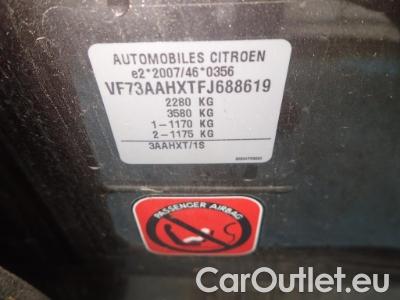 AUTOMOBILES CITROEN
e2*2007/46*0356
VF73AAHXTFJ688619
2280 KG
3580 KG
1-1170 KG
2-1175 KG
3AAHXT/1S
PASSENGER AIRBAG
CarOutlet.eu